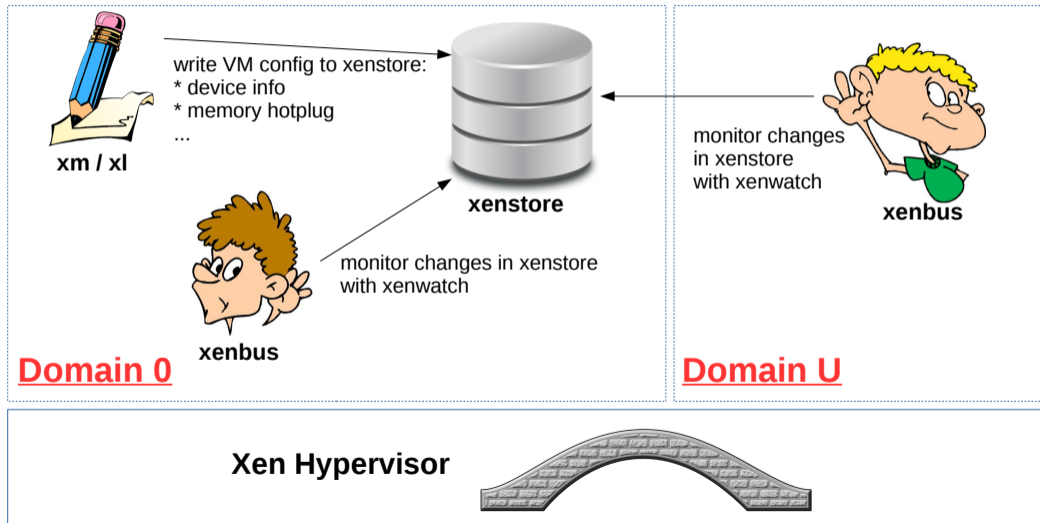 write VM config to xenstore:
* device info
* memory hotplug
...
xm / xl
xenstore
monitor changes
in xenstore
with xenwatch
xenbus
monitor changes in xenstore
with xenwatch
xenbus
Domain 0
Domain U
Xen Hypervisor